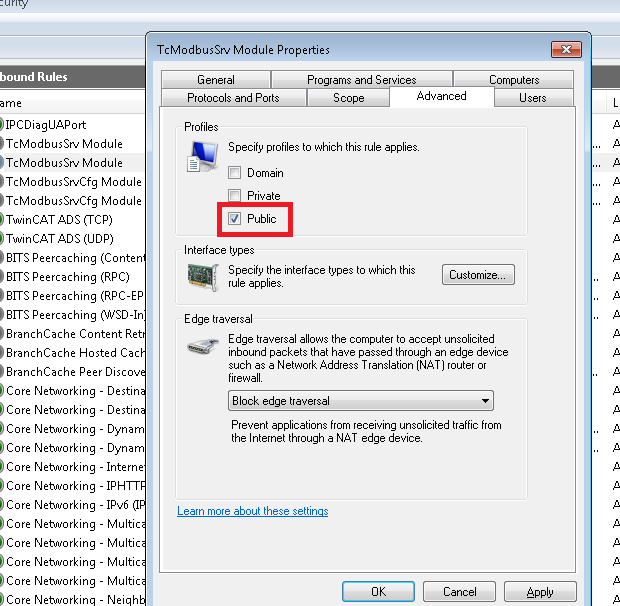 curity
TcModbusSrv Module Properties
bound Rules
ame
L
IPCDiagUAPort
TcModbusSrv Module
TcModbusSrv Module
TcModbusSrvCfg Module
TcModbusSrvCfg Module
TwinCAT ADS (TCP)
TwinCAT ADS (UDP)
BITS Peercaching (Content
BITS Peercaching (RPC)
BITS Peercaching (RPC-EP
BITS Peercaching (WSD-In)
BranchCache Content Retr
BranchCache Hosted Cach
BranchCache Peer Discove
Core Networking - Destina
Core Networking - Destina
Core Networking - Dynam
Core Networking - Dynam
Core Networking - Internet
Core Networking - IPHTTP
Core Networking - IPv6 (IP
Core Networking - Multica
Core Networking - Multica
Core Networking - Multica
Core Networking - Multica
Core Networking - Neighb
General Programs and Services Computers
Protocols and Ports Scope Advanced Users
Profiles
Specify profiles to which this rule applies.
Domain
Private
Public
Interface types
Specify the interface types to which this
rule applies.
Customize...
Edge traversal
Edge traversal allows the computer to accept unsolicited
inbound packets that have passed through an edge device
such as a Network Address Translation (NAT) router or
firewall.
Block edge traversal
Prevent applications from receiving unsolicited traffic from
the Internet through a NAT edge device.
Learn more about these settings
OK Cancel Apply